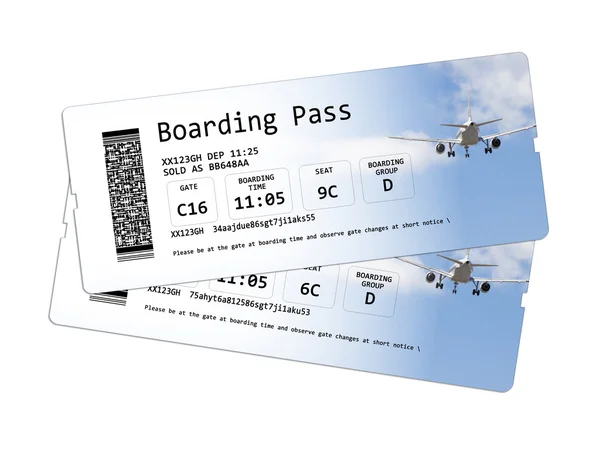 Boarding Pass
XX123GH DEP 11:25
SOLD AS BB648AA
GATE BOARDING TIME SEAT BOARDING GROUP
C16 11:05 9C D
XX123GH 34aajdue86sgt7ji1aks55
Please be at the gate at boarding time and observe gate changes at short notice \
11:05 SEAT BOARDING GROUP
6C D
XX123GH 75ahyt6a812586sgt7ji1aku53
Please be at the gate at boarding time and observe gate changes at short notice \